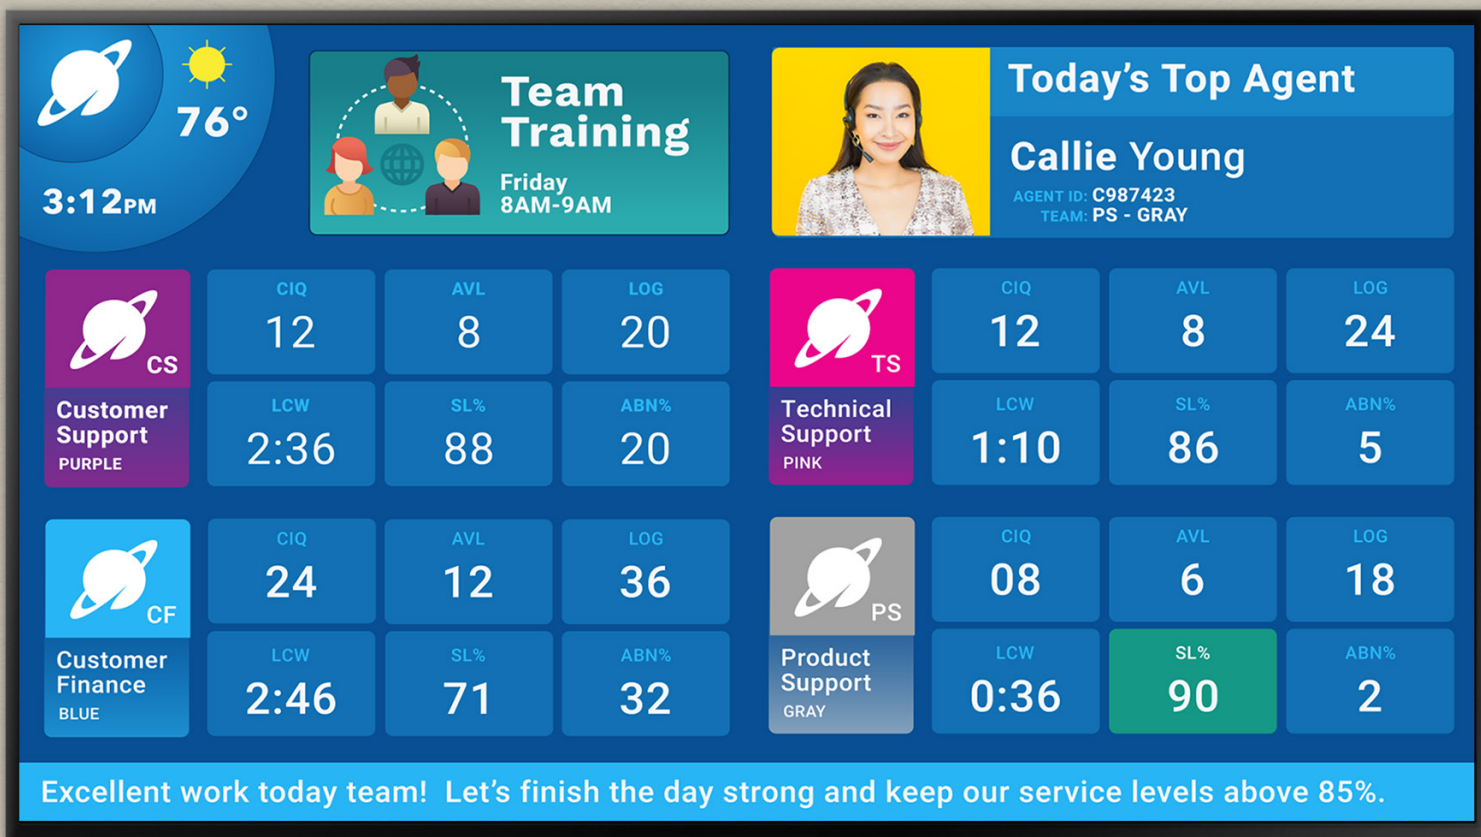 76°
3:12PM
Team
Training
Friday
8AM-9AM
Today's Top Agent
Callie Young
AGENT ID: C987423
TEAM: PS - GRAY
CS
Customer
Support
PURPLE
CIQ AVL LOG
12 8 20
LCW SL% ABN%
2:36 88 20
TS
Technical
Support
PINK
CIQ AVL LOG
12 8 24
LCW SL% ABN%
1:10 86 5
CF
Customer
Finance
BLUE
CIQ AVL LOG
24 12 36
LCW SL% ABN%
2:46 71 32
PS
Product
Support
GRAY
CIQ AVL LOG
08 6 18
LCW SL% ABN%
0:36 90 2
Excellent work today team! Let's finish the day strong and keep our service levels above 85%.